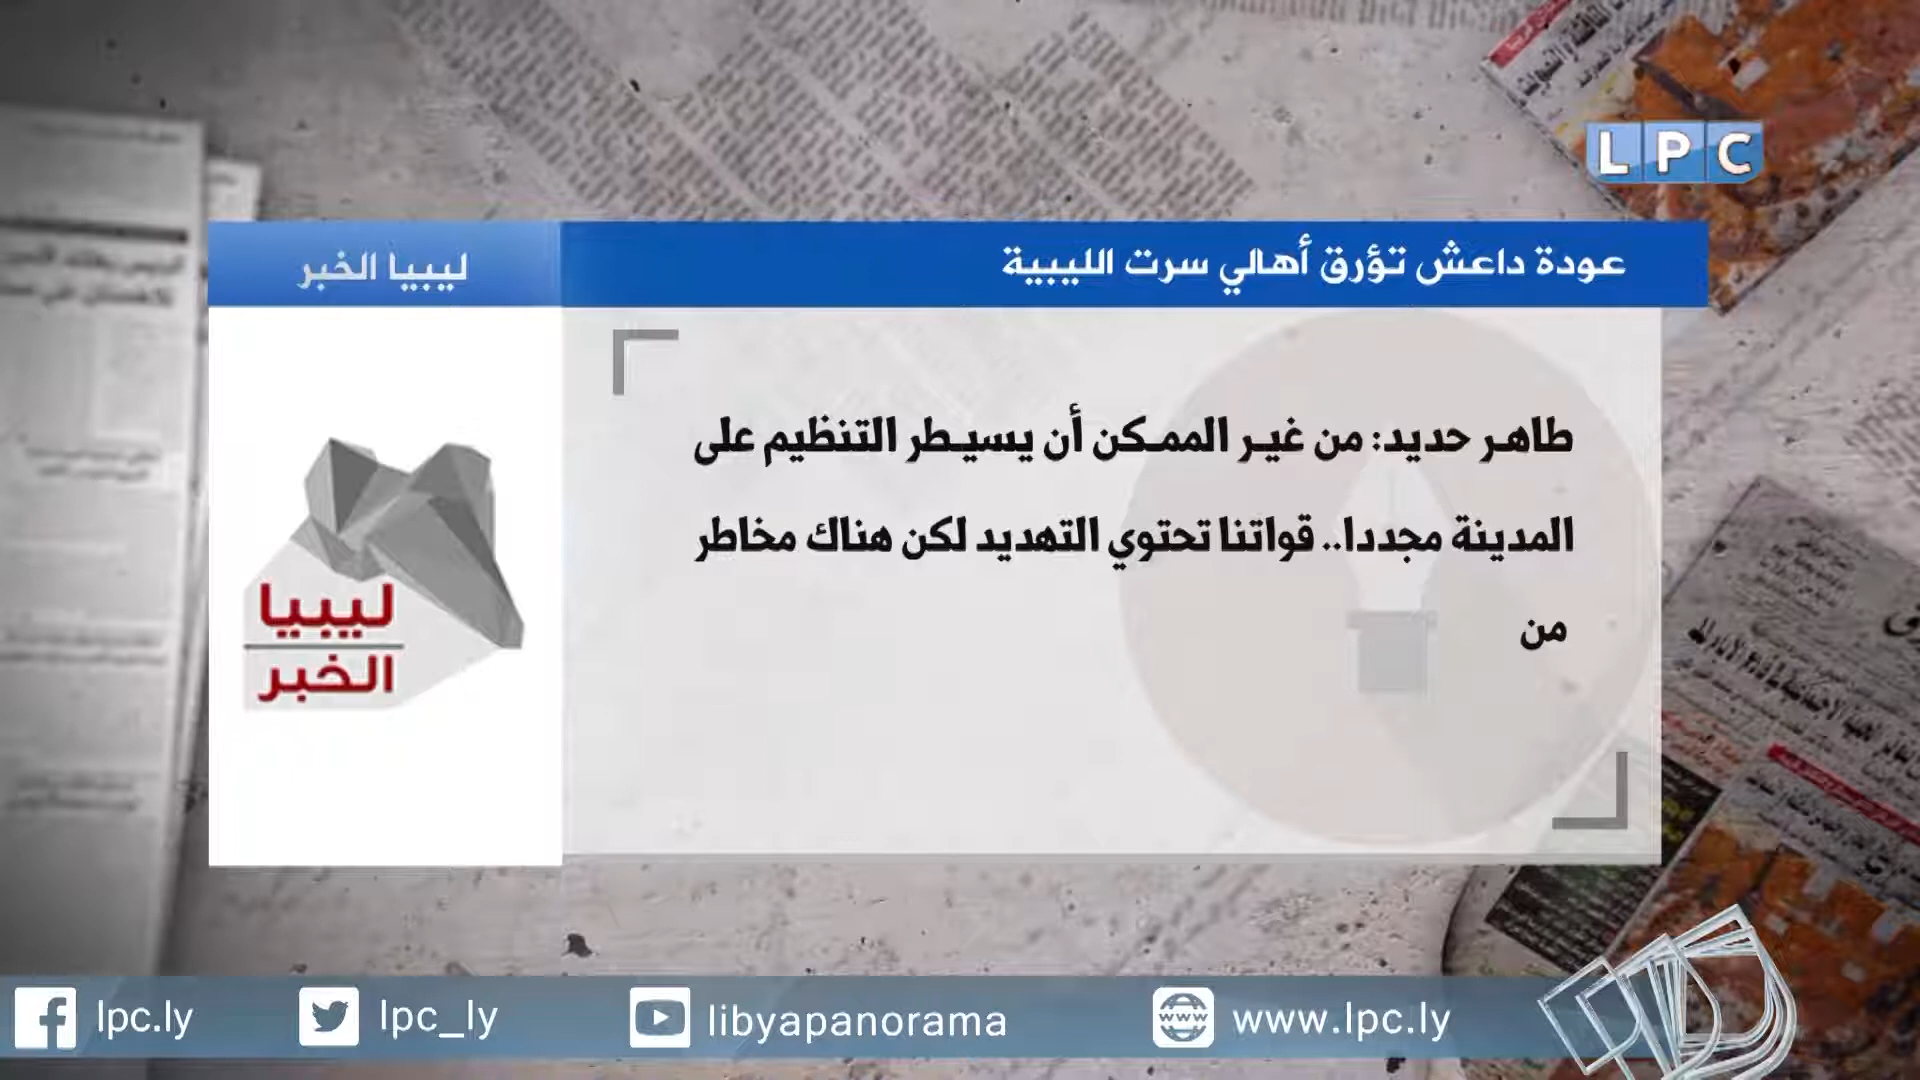 LPC
عودة داعش تؤرق أهالي سرت الليبية
ليبيا الخبر
طاهر حديد: من غير الممكن أن يسيطر التنظيم على
المدينة مجددا.. قواتنا تحتوي التهديد لكن هناك مخاطر
من
ليبيا
الخبر
lpc.ly
lpc_ly
libyapanorama
www.lpc.ly